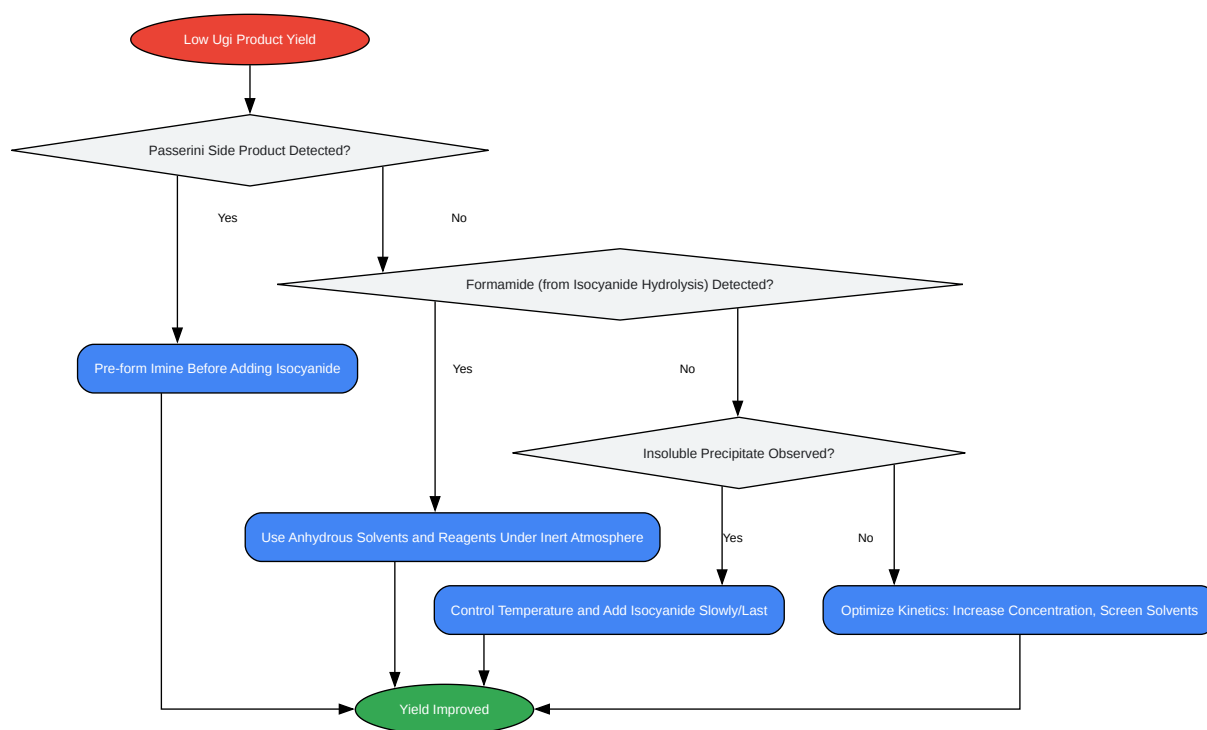 Low Ugi Product Yield
Passerini Side Product Detected?
Yes
No
Formamide (from Isocyanide Hydrolysis) Detected?
Pre-form Imine Before Adding Isocyanide
Yes
No
Insoluble Precipitate Observed?
Use Anhydrous Solvents and Reagents Under Inert Atmosphere
Yes
No
Control Temperature and Add Isocyanide Slowly/Last
Optimize Kinetics: Increase Concentration, Screen Solvents
Yield Improved